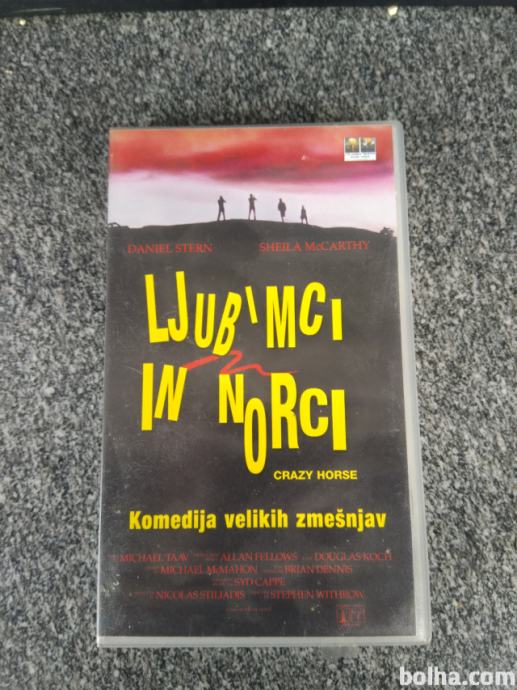 DANIEL STERN SHEILA McCARTHY
LJUBIMCI
IN NORCI
CRAZY HORSE
Komedija velikih zmešnjav
MICHAEL TAAV ALLAN FELLOWS DOUGLAS KOCH
MICHAEL McMAHON BRIAN DENNIS
SYD CAPPE
NICOLAS STILIADIS STEPHEN WITHROW
bolha.com